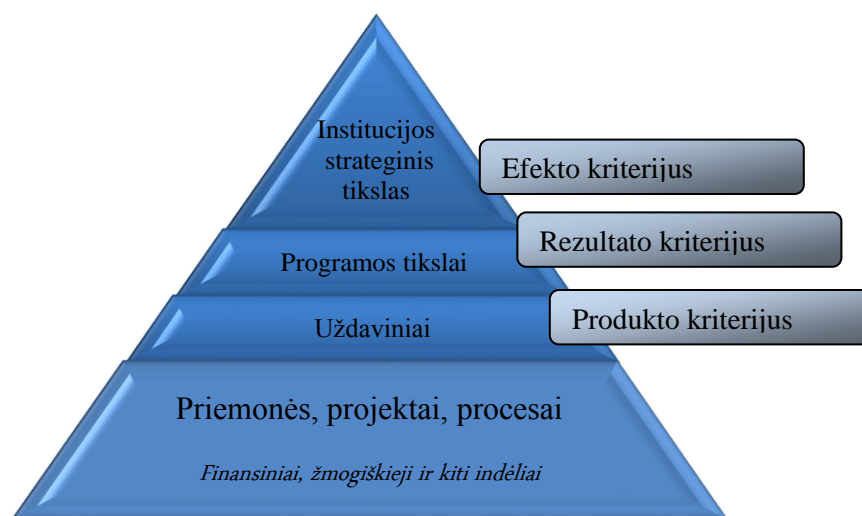 Institucijos
strateginis
tikslas
Efekto kriterijus
Rezultato kriterijus
Programos tikslai
Produkto kriterijus
Uždaviniai
Priemonės, projektai, procesai
Finansiniai, žmogiškieji ir kiti indėliai